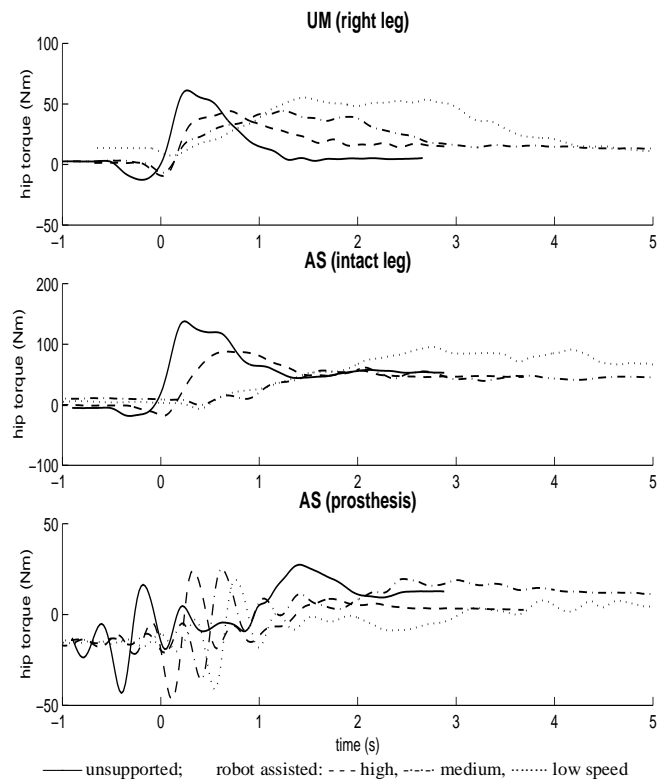 UM (right leg)
100
50
0
−50
hip torque (Nm)
−1 0 1 2 3 4 5
AS (intact leg)
200
100
0
−100
hip torque (Nm)
−1 0 1 2 3 4 5
AS (prosthesis)
50
0
−50
hip torque (Nm)
−1 0 1 2 3 4 5
time (s)
unsupported; robot assisted: high, medium, low speed